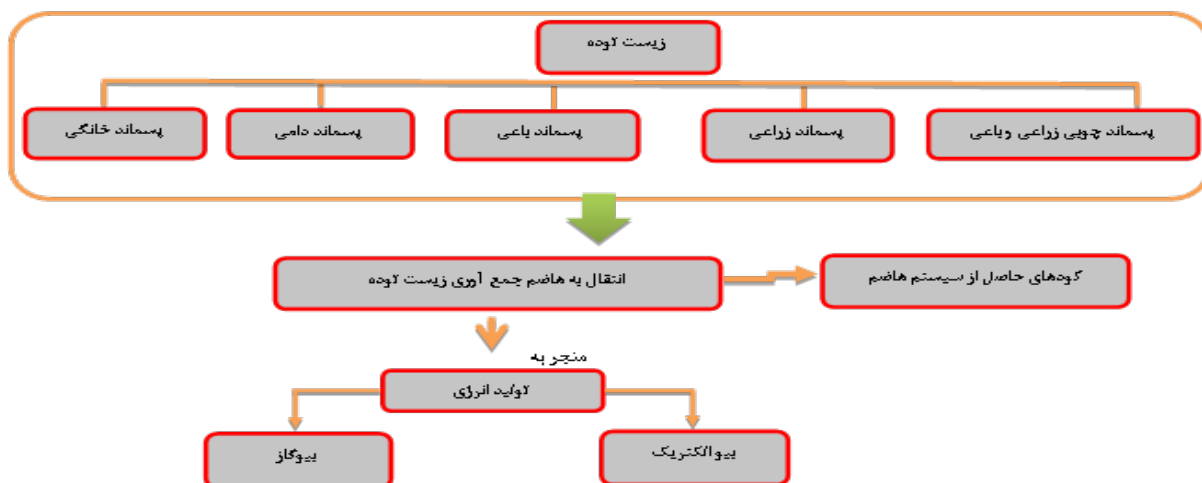 زیست توده
پسماند چوبی زراعی وباغی
پسماند زراعی
پسماند باغی
پسماند دامی
پسماند خانگی
انتقال به هاضم جمع آوری زیست توده
کودهای حاصل از سیستم هاضم
منجر به
تولید انرژی
بیوالکتریک
بیوگاز